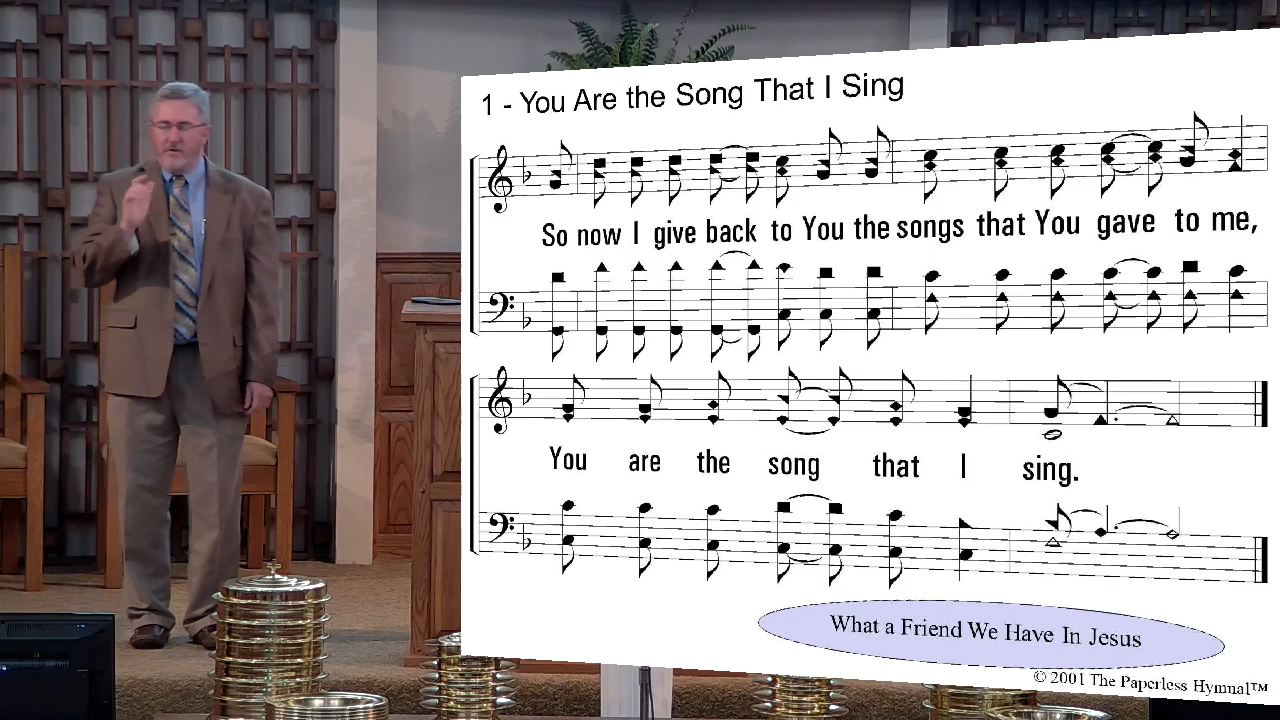 1 - You Are the Song That I Sing
So now I give back to You the songs that You gave to me,
You are the song that I sing.
What a Friend We Have In Jesus
© 2001 The Paperless Hymnal™